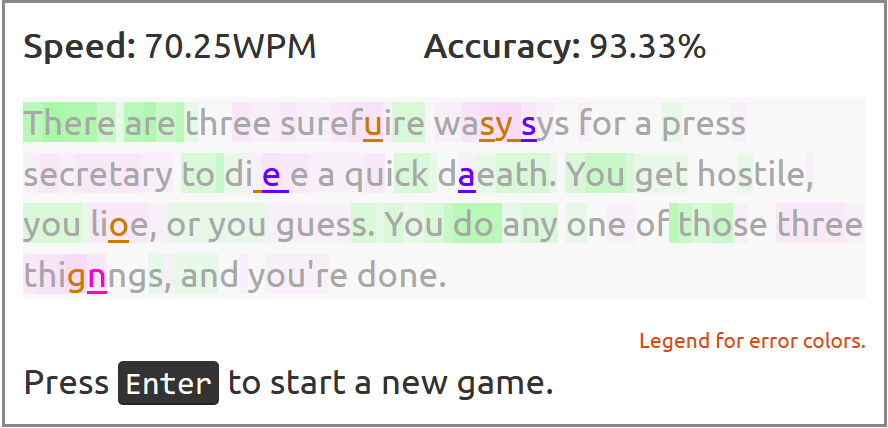 Speed: 70.25WPM Accuracy: 93.33%
There are three surefuire wasy sys for a press
secretary to di e e a quick daeath. You get hostile,
you lioe, or you guess. You do any one of those three
thignngs, and you're done.
Legend for error colors.
Press Enter to start a new game.